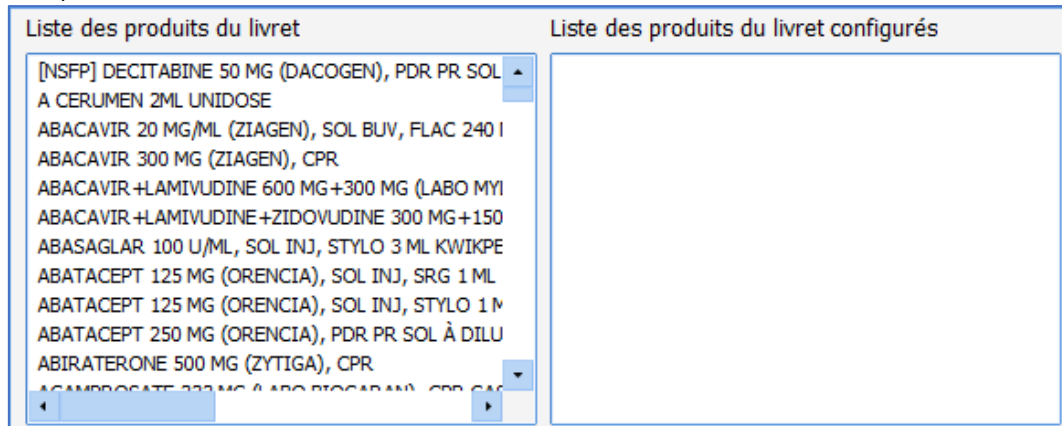 Liste des produits du livret
Liste des produits du livret configurés
[NSFP] DECITABINE 50 MG (DACOGEN), PDR PR SOL
A CERUMEN 2ML UNIDOSE
ABACAVIR 20 MG/ML (ZIAGEN), SOL BUV, FLAC 240
ABACAVIR 300 MG (ZIAGEN), CPR
ABACAVIR+LAMIVUDINE 600 MG+300 MG (LABO
ABACAVIR+LAMIVUDINE+ZIDOVUDINE 300 MG+150
ABASAGLAR 100 U/ML, SOL INJ, STYLO 3 ML KWIKPE
ABATACEPT 125 MG (ORENCIA), SOL INJ, SRG 1 ML
ABATACEPT 125 MG (ORENCIA), SOL INJ, STYLO 1
ABATACEPT 250 MG (ORENCIA), PDR PR SOL À DILU
ABIRATERONE 500 MG (ZYTIGA), CPR